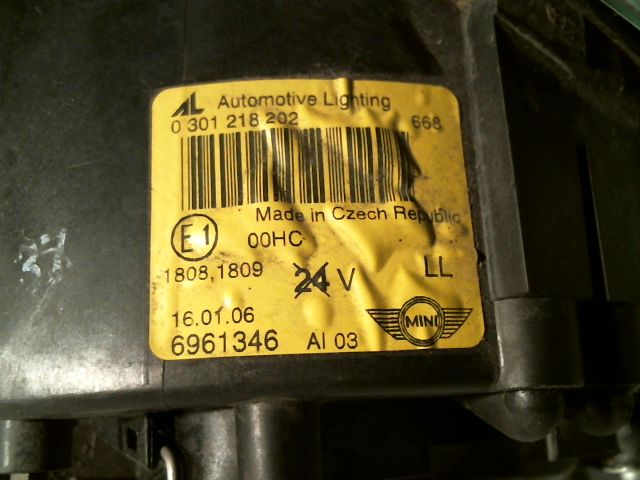 AL Automotive Lighting
0 301 218 202 668
Made in Czech Republic
E1 00HC
1808,1809 24 V LL
16.01.06 MINI
6961346 AI 03